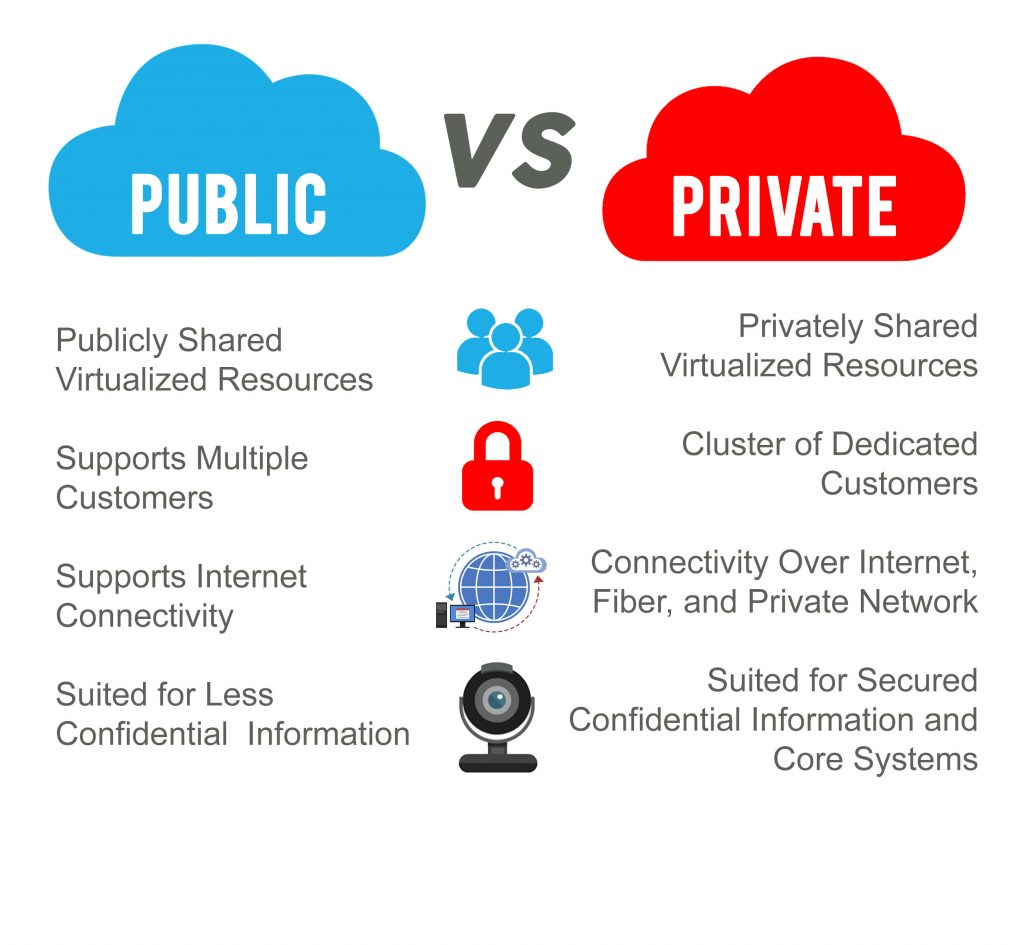 PUBLIC
VS
PRIVATE
Publicly Shared
Virtualized Resources
Privately Shared
Virtualized Resources
Supports Multiple
Customers
Cluster of Dedicated
Customers
Supports Internet
Connectivity
Connectivity Over Internet,
Fiber, and Private Network
Suited for Less
Confidential  Information
Suited for Secured
Confidential Information and
Core Systems